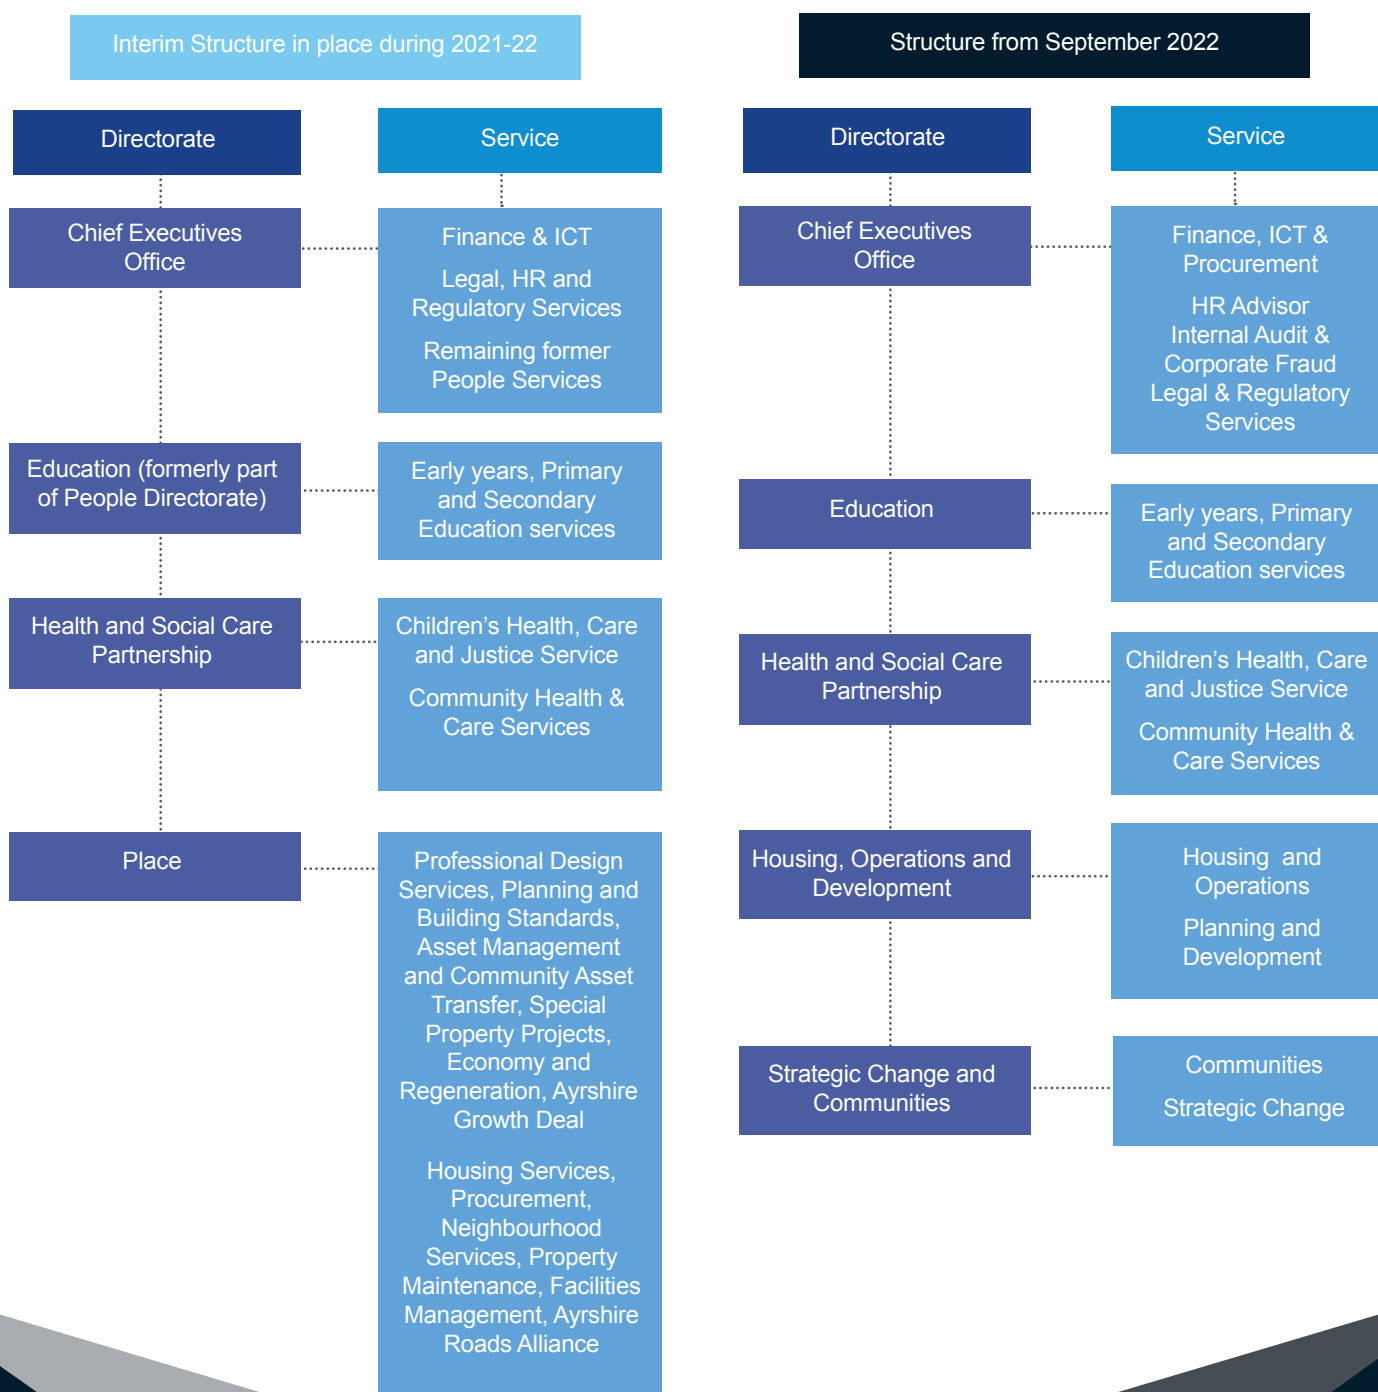 Interim Structure in place during 2021-22
Directorate
Service
Chief Executives
Office
Finance & ICT
Legal, HR and
Regulatory Services
Remaining former
People Services
Education (formerly part
of People Directorate)
Early years, Primary
and Secondary
Education services
Health and Social Care
Partnership
Children’s Health, Care
and Justice Service
Community Health &
Care Services
Place
Professional Design
Services, Planning and
Building Standards,
Asset Management
and Community Asset
Transfer, Special
Property Projects,
Economy and
Regeneration, Ayrshire
Growth Deal
Housing Services,
Procurement,
Neighbourhood
Services, Property
Maintenance, Facilities
Management, Ayrshire
Roads Alliance
Structure from September 2022
Directorate
Service
Chief Executives
Office
Finance, ICT &
Procurement
HR Advisor
Internal Audit &
Corporate Fraud
Legal & Regulatory
Services
Education
Early years, Primary
and Secondary
Education services
Health and Social Care
Partnership
Children’s Health, Care
and Justice Service
Community Health &
Care Services
Housing, Operations and
Development
Housing and
Operations
Planning and
Development
Strategic Change and
Communities
Communities
Strategic Change